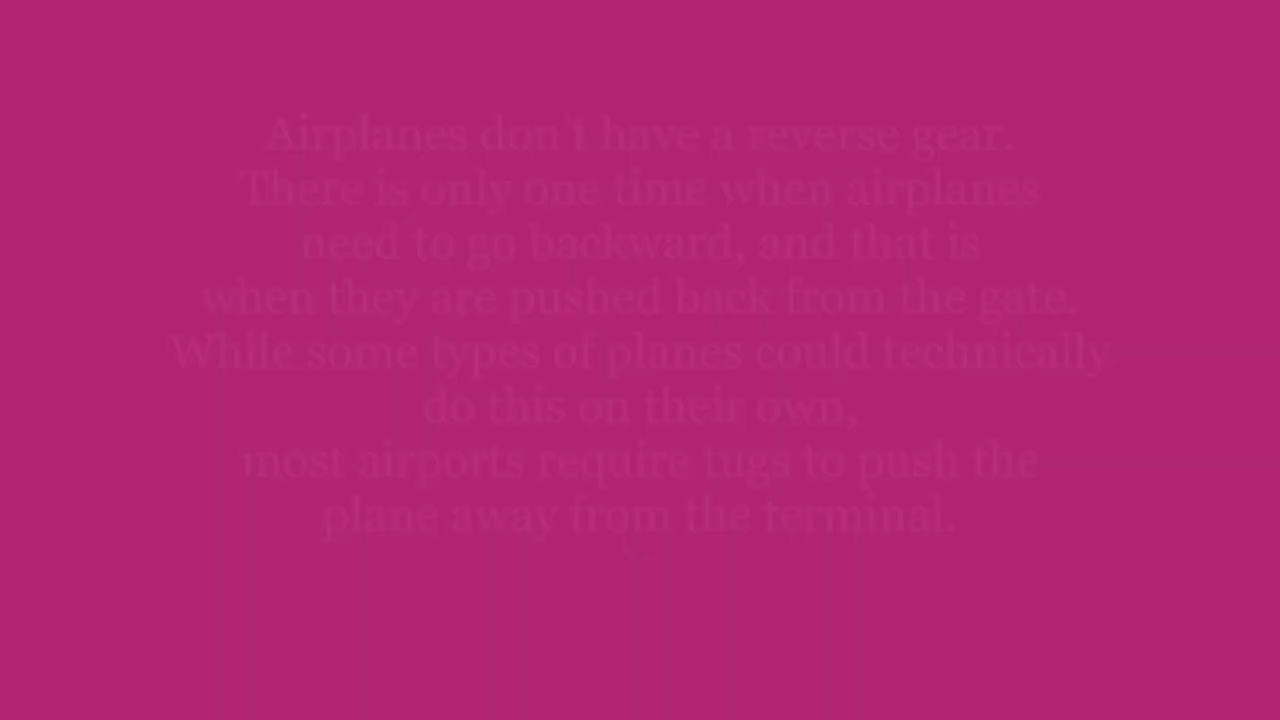 Airplanes don't have a reverse gear.
There is only one time when airplanes
need to go backward, and that is
when they are pushed back from the gate.
While some types of planes could technically
do this on their own,
most airports require tugs to push the
plane away from the terminal.